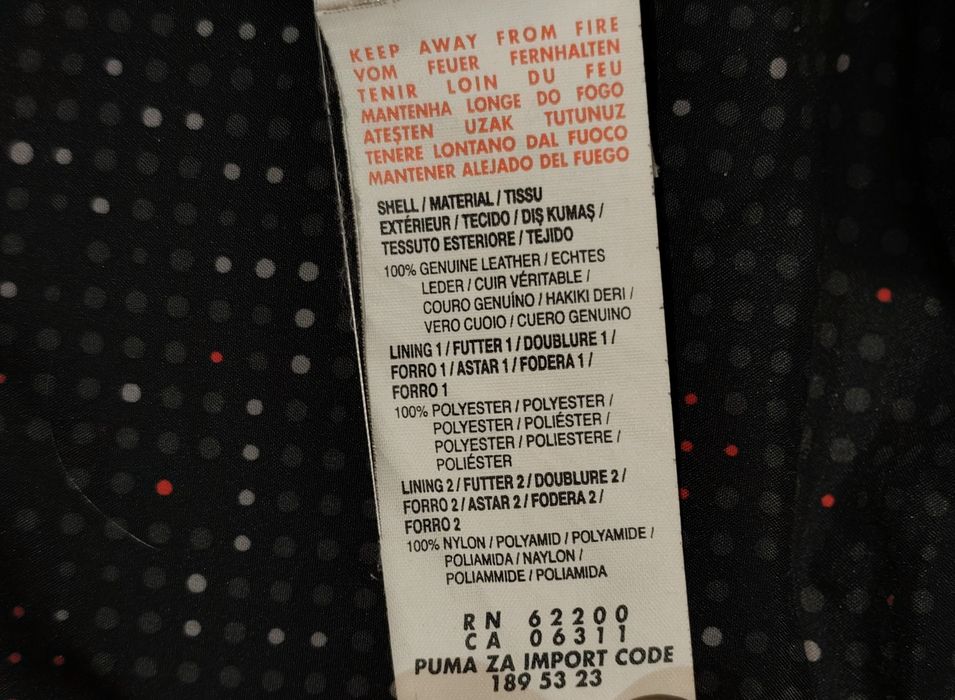 KEEP AWAY FROM FIRE
VOM FEUER FERNHALTEN
TENIR LOIN DU FEU
MANTENHA LONGE DO FOGO
ATEŞTEN UZAK TUTUNUZ
TENERE LONTANO DAL FUOCO
MANTENER ALEJADO DEL FUEGO
SHELL / MATERIAL / TISSU
EXTÉRIEUR / TECIDO / DIŞ KUMAŞ /
TESSUTO ESTERIORE / TEJIDO
100% GENUINE LEATHER / ECHTES
LEDER / CUIR VÉRITABLE /
COURO GENUÍNO / HAKIKI DERI /
VERO CUOIO / CUERO GENUINO
LINING 1 / FUTTER 1 / DOUBLURE 1 /
FORRO 1 / ASTAR 1 / FODERA 1 /
FORRO 1
100% POLYESTER / POLYESTER /
POLYESTER / POLIÉSTER /
POLYESTER / POLIESTERE /
POLIÉSTER
LINING 2 / FUTTER 2 / DOUBLURE 2 /
FORRO 2 / ASTAR 2 / FODERA 2 /
FORRO 2
100% NYLON / POLYAMID / POLYAMIDE /
POLIAMIDA / NAYLON /
POLIAMMIDE / POLIAMIDA
RN 62200
CA 06311
PUMA ZA IMPORT CODE
189 53 23